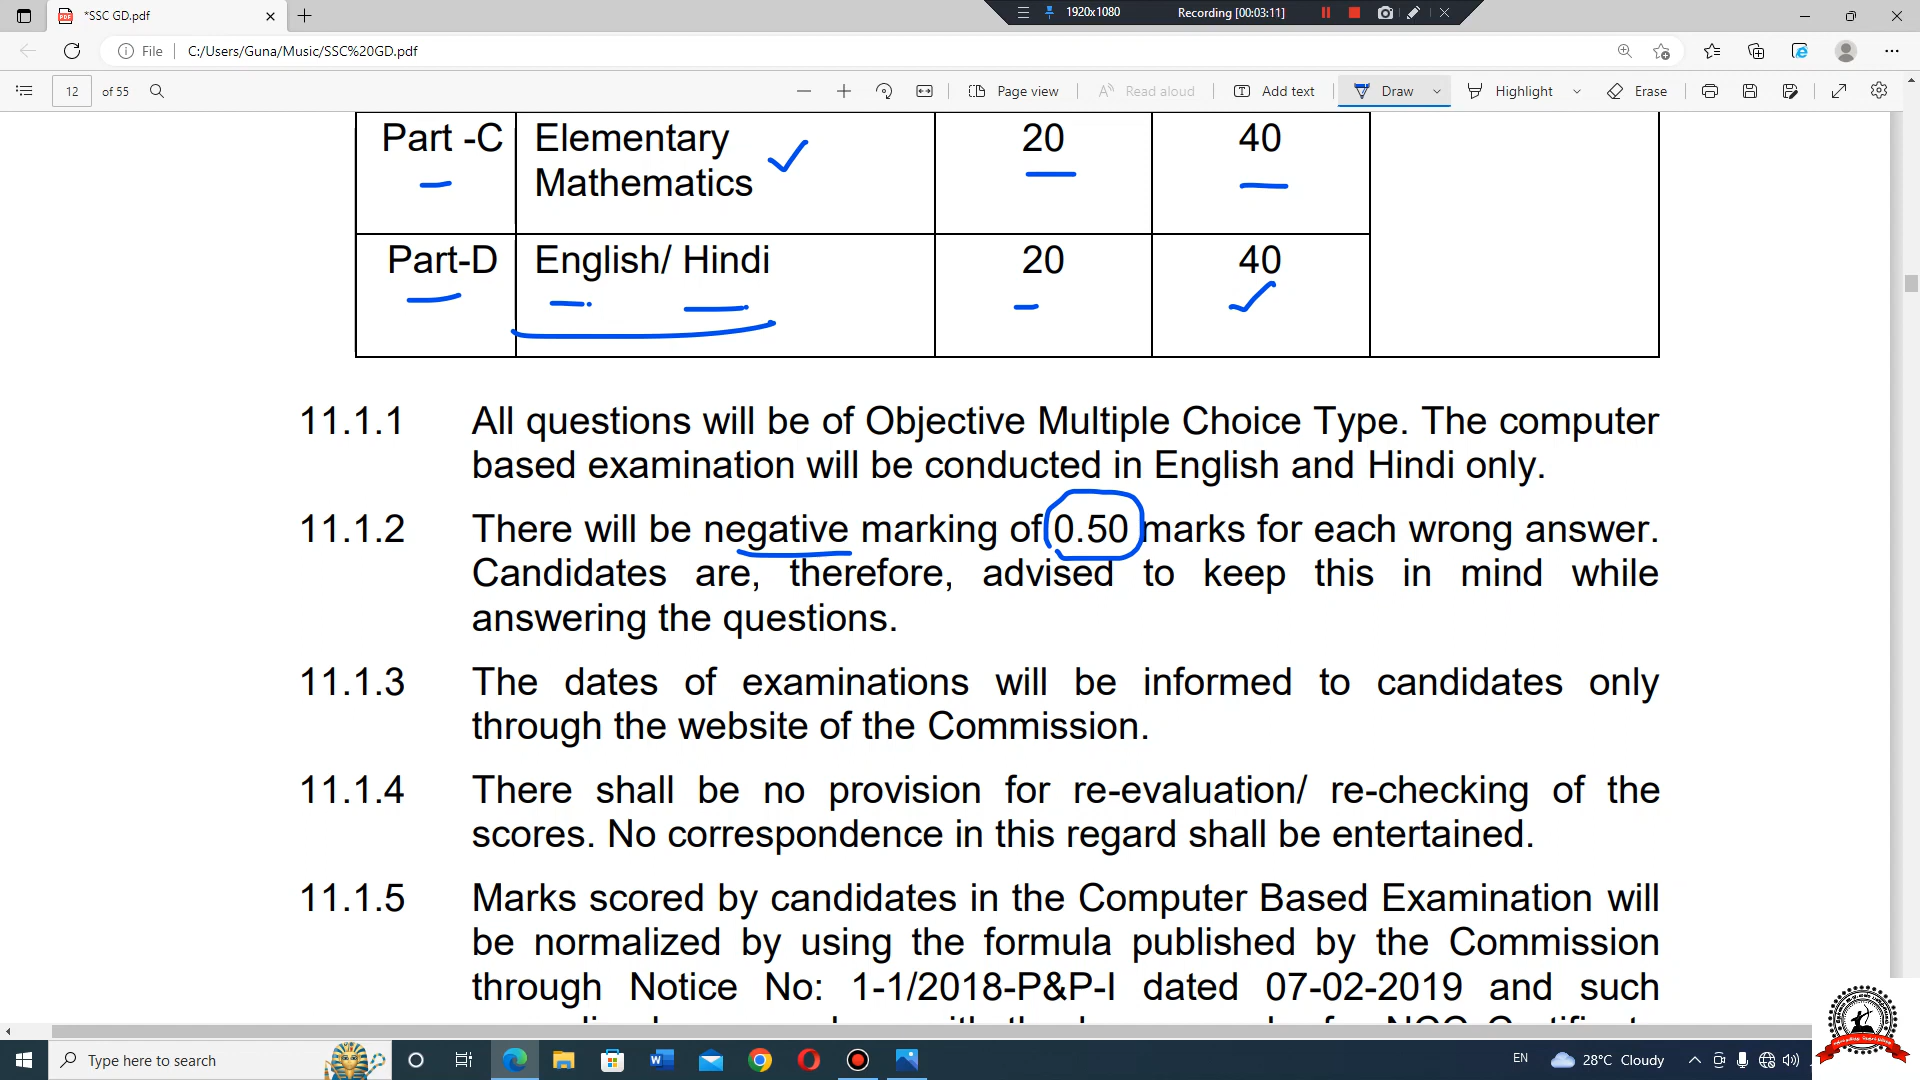 *SSC GD.pdf
1920x1080 Recording [00:03:11]
File C:/Users/Guna/Music/SSC%20GD.pdf
12 of 55 Page view Read aloud Add text Draw Highlight Erase
Part -C Elementary Mathematics 20 40
Part-D English/ Hindi 20 40
11.1.1 All questions will be of Objective Multiple Choice Type. The computer
based examination will be conducted in English and Hindi only.
11.1.2 There will be negative marking of 0.50 marks for each wrong answer.
Candidates are, therefore, advised to keep this in mind while
answering the questions.
11.1.3 The dates of examinations will be informed to candidates only
through the website of the Commission.
11.1.4 There shall be no provision for re-evaluation/ re-checking of the
scores. No correspondence in this regard shall be entertained.
11.1.5 Marks scored by candidates in the Computer Based Examination will
be normalized by using the formula published by the Commission
through Notice No: 1-1/2018-P&P-I dated 07-02-2019 and such
Type here to search EN 28°C Cloudy